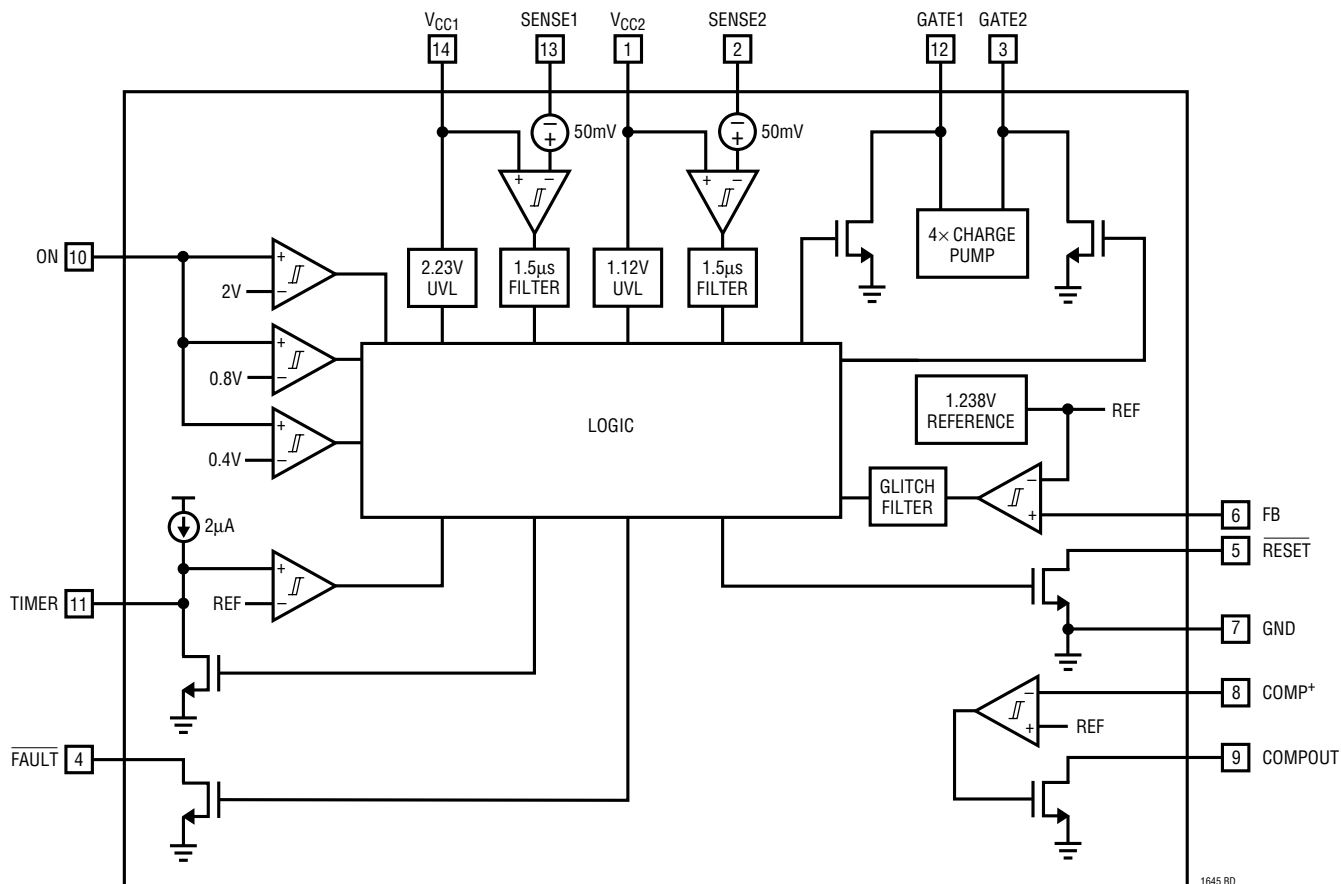 VCC1 SENSE1 VCC2 SENSE2 GATE1 GATE2
14 13 1 2 12 3
− + 50mV − + 50mV
+ − + −
ON 10
+ − 2V
2.23V UVL
1.5µs FILTER
1.12V UVL
1.5µs FILTER
4× CHARGE PUMP
+ − 0.8V
+ − 0.4V
LOGIC
1.238V REFERENCE
REF
GLITCH FILTER
− +
6 FB
5 RESET
2µA
TIMER 11
+ − REF
7 GND
8 COMP+
− + REF
FAULT 4
9 COMPOUT
1645 BD